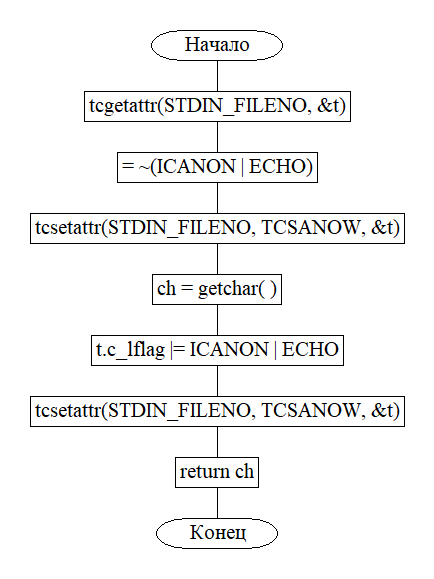 Начало
tcgetattr(STDIN_FILENO, &t)
= ~(ICANON | ECHO)
tcsetattr(STDIN_FILENO, TCSANOW, &t)
ch = getchar( )
t.c_lflag |= ICANON | ECHO
tcsetattr(STDIN_FILENO, TCSANOW, &t)
return ch
Конец